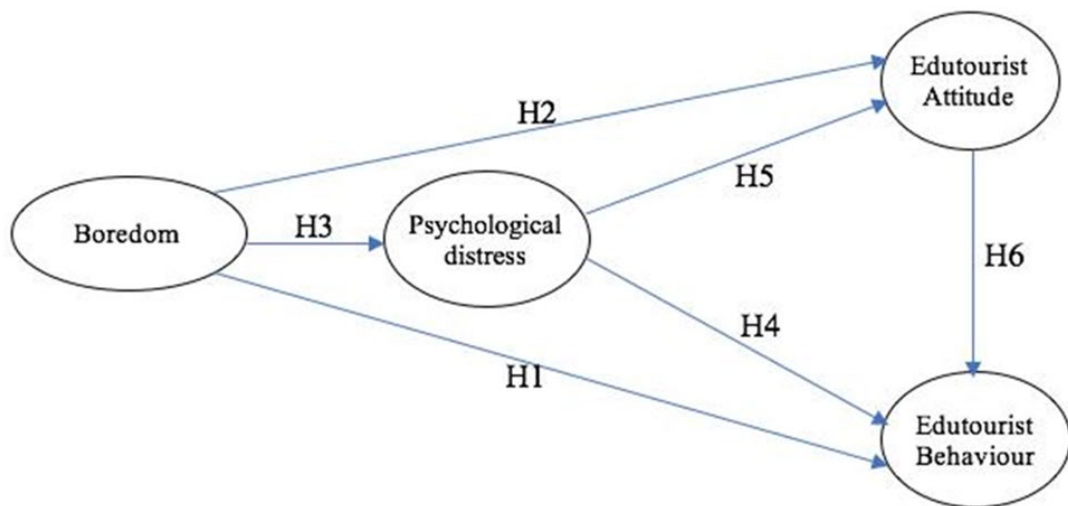 Edutourist
Attitude
H2
H5
Boredom
H3
Psychological
distress
H6
H4
H1
Edutourist
Behaviour